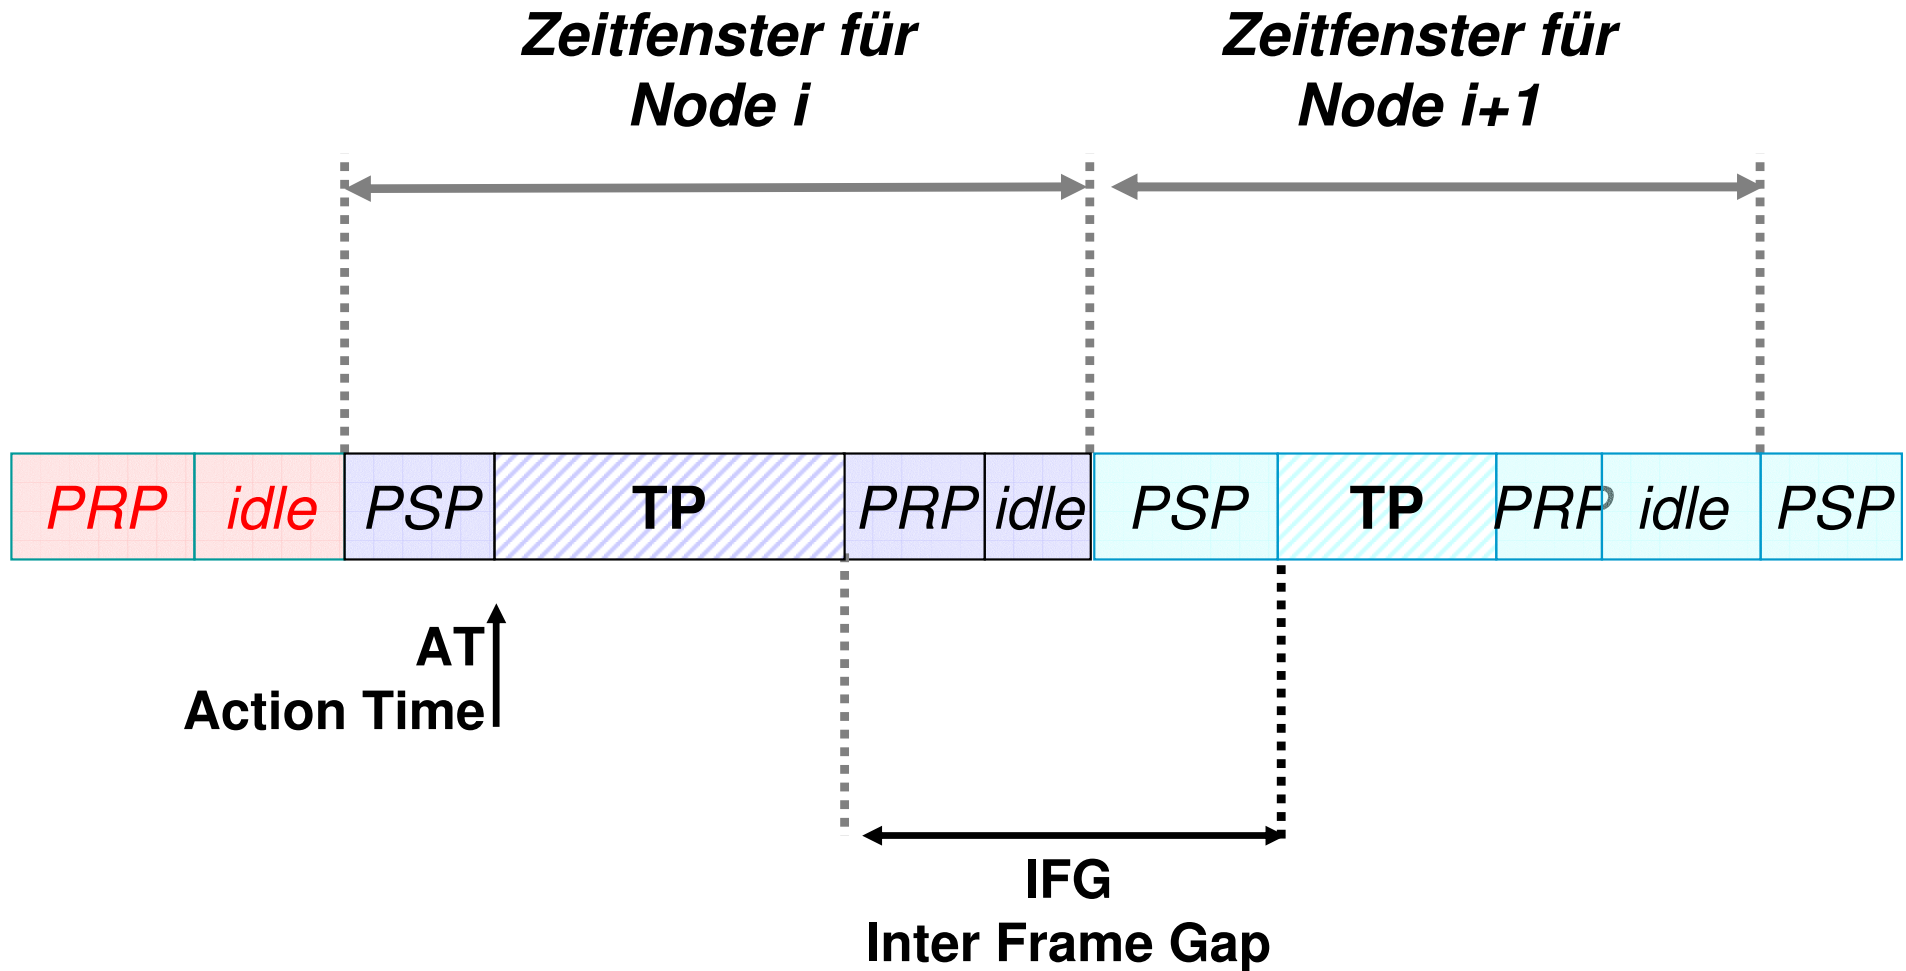 Zeitfenster für
Node i
Zeitfenster für
Node i+1
PRP idle PSP TP PRP idle PSP TP PRP idle PSP
AT
Action Time
IFG
Inter Frame Gap